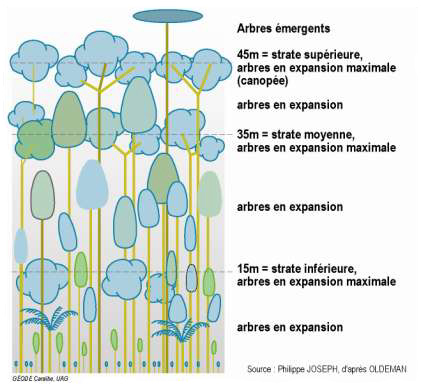 Arbres émergents
45m = strate supérieure,
arbres en expansion maximale
(canopée)
arbres en expansion
35m = strate moyenne,
arbres en expansion maximale
arbres en expansion
15m = strate inférieure,
arbres en expansion maximale
arbres en expansion
Source : Philippe JOSEPH, d'après OLDEMAN
GEODE Caraïbe, UAG